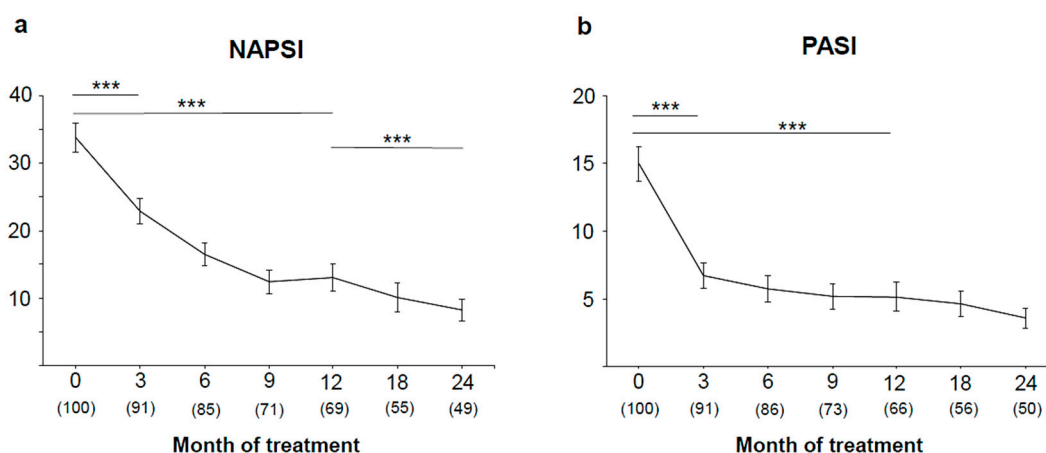 a
NAPSI
40
30
20
10
***
***
***
0 3 6 9 12 18 24
(100) (91) (85) (71) (69) (55) (49)
Month of treatment
b
PASI
20
15
10
5
***
***
0 3 6 9 12 18 24
(100) (91) (86) (73) (66) (56) (50)
Month of treatment